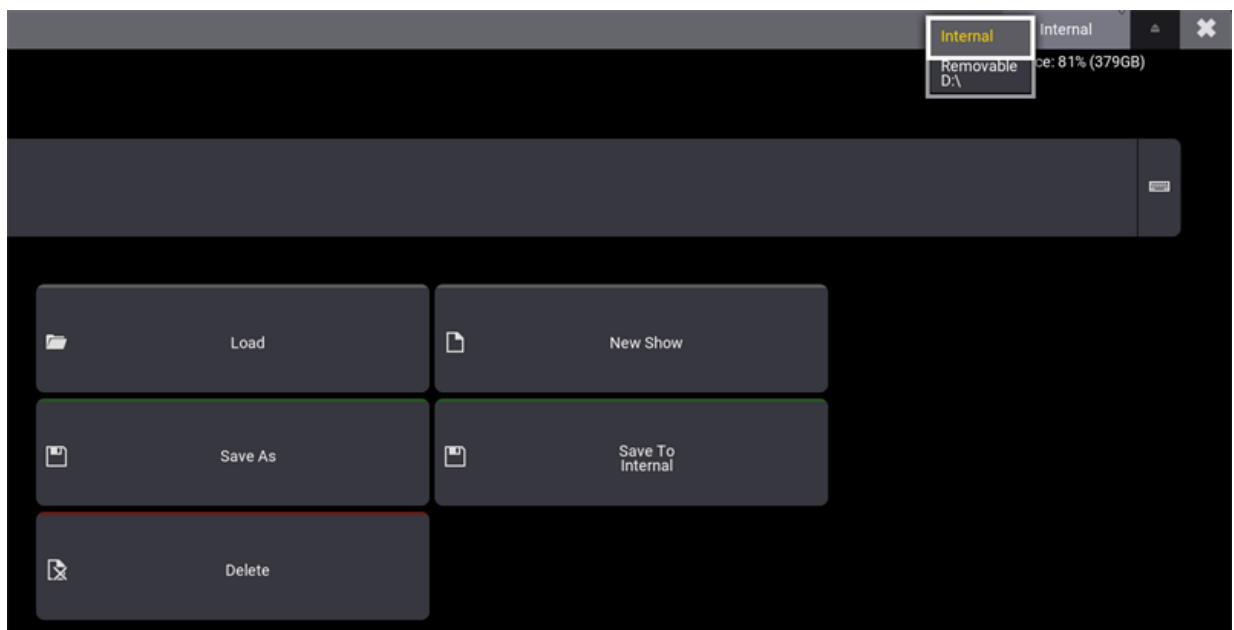 Internal
Internal
Removable
D:\
ce: 81% (379GB)
Load
New Show
Save As
Save To
Internal
Delete